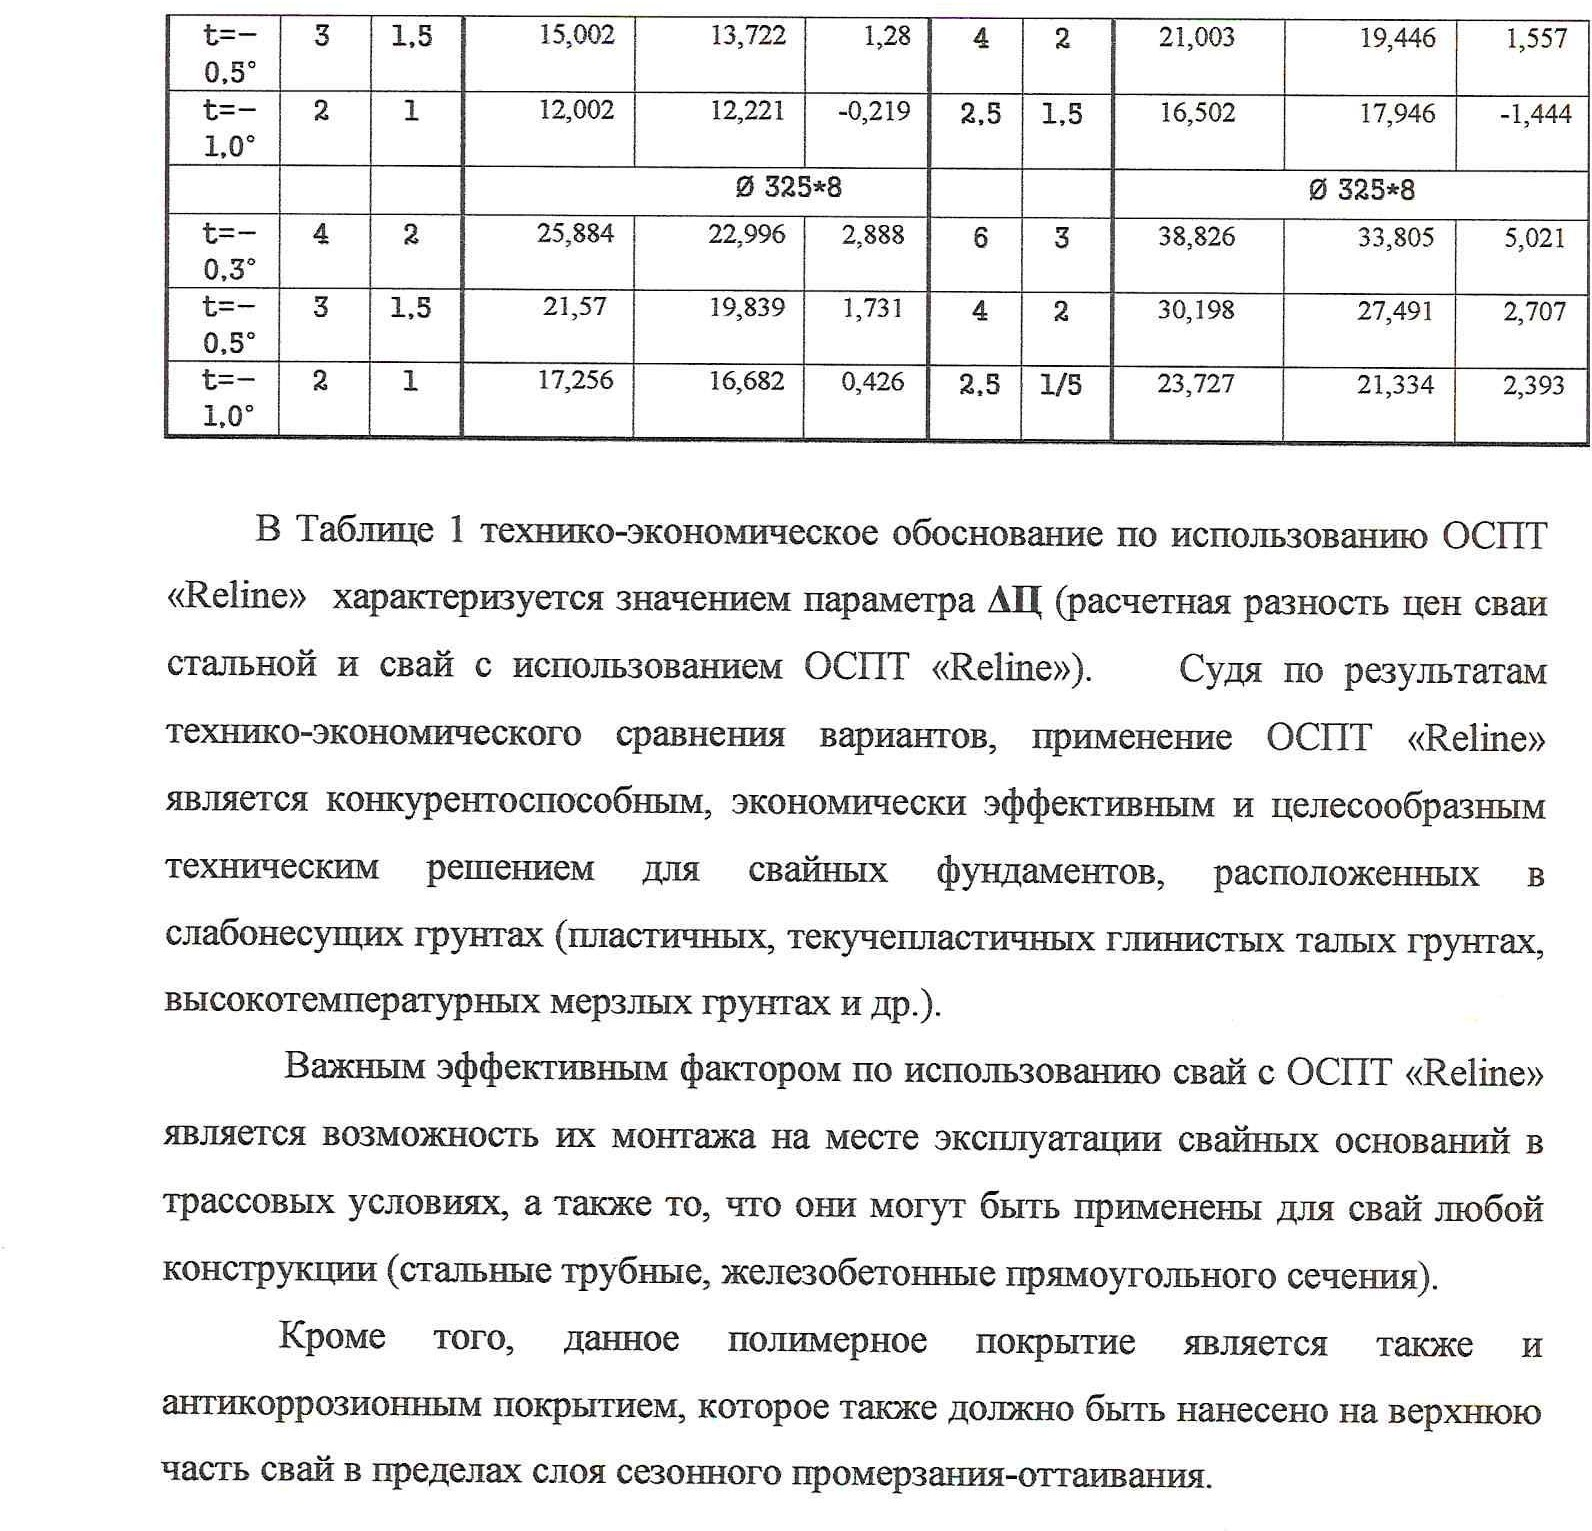 t=– 3 1,5 15,002 13,722 1,28 4 2 21,003 19,446 1,557
0,5°
t=– 2 1 12,002 12,221 -0,219 2,5 1,5 16,502 17,946 -1,444
1,0°
Ø 325*8 Ø 325*8
t=– 4 2 25,884 22,996 2,888 6 3 38,826 33,805 5,021
0,3°
t=– 3 1,5 21,57 19,839 1,731 4 2 30,198 27,491 2,707
0,5°
t=– 2 1 17,256 16,682 0,426 2,5 1/5 23,727 21,334 2,393
1,0°
В Таблице 1 технико-экономическое обоснование по использованию ОСПТ
«Reline» характеризуется значением параметра ΔЦ (расчетная разность цен сваи
стальной и свай с использованием ОСПТ «Reline»). Судя по результатам
технико-экономического сравнения вариантов, применение ОСПТ «Reline»
является конкурентоспособным, экономически эффективным и целесообразным
техническим решением для свайных фундаментов, расположенных в
слабонесущих грунтах (пластичных, текучепластичных глинистых талых грунтах,
высокотемпературных мерзлых грунтах и др.).
Важным эффективным фактором по использованию свай с ОСПТ «Reline»
является возможность их монтажа на месте эксплуатации свайных оснований в
трассовых условиях, а также то, что они могут быть применены для свай любой
конструкции (стальные трубные, железобетонные прямоугольного сечения).
Кроме того, данное полимерное покрытие является также и
антикоррозионным покрытием, которое также должно быть нанесено на верхнюю
часть свай в пределах слоя сезонного промерзания-оттаивания.